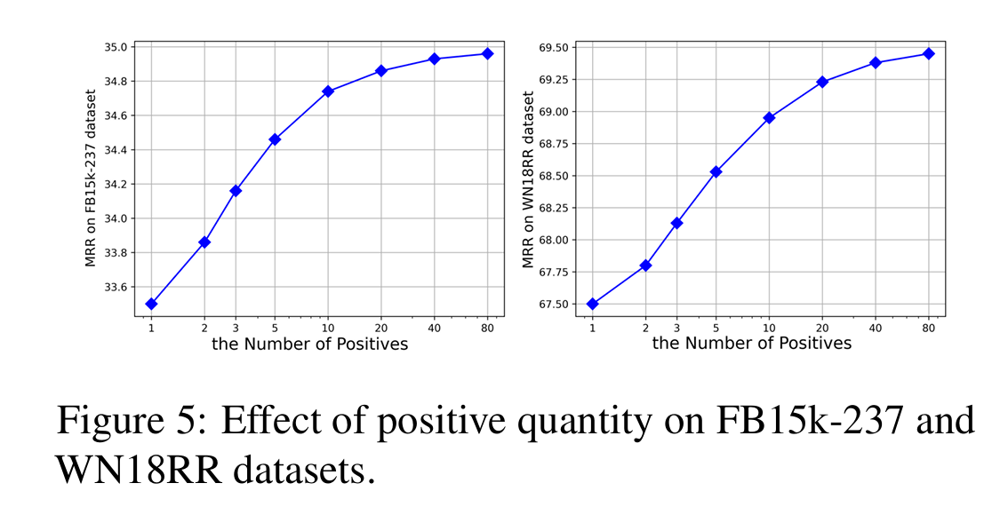 35.0
34.8
34.6
34.4
34.2
34.0
33.8
33.6
MRR on FB15k-237 dataset
1 2 3 5 10 20 40 80
the Number of Positives
69.50
69.25
69.00
68.75
68.50
68.25
68.00
67.75
67.50
MRR on WN18RR dataset
1 2 3 5 10 20 40 80
the Number of Positives
Figure 5: Effect of positive quantity on FB15k-237 and
WN18RR datasets.